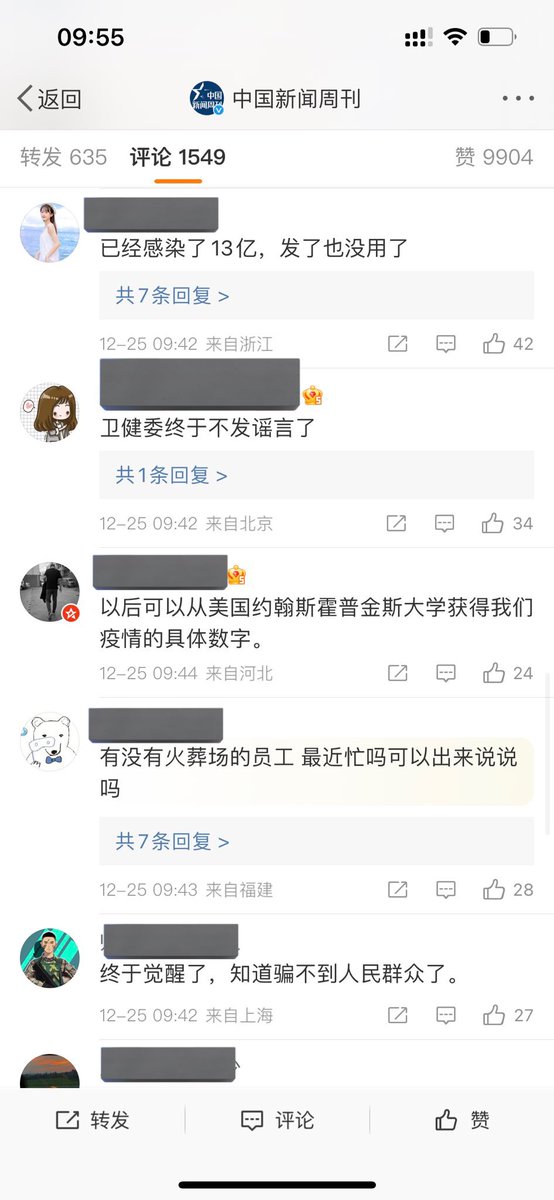 09:55
返回
中国新闻周刊
转发 635 评论 1549 赞 9904
已经感染了13亿，发了也没用了
共7条回复 >
12-25 09:42 来自浙江 42
卫健委终于不发谣言了
共1条回复 >
12-25 09:42 来自北京 34
以后可以从美国约翰斯霍普金斯大学获得我们
疫情的具体数字。
12-25 09:44 来自河北 24
有没有火葬场的员工 最近忙吗可以出来说说
吗
共7条回复 >
12-25 09:43 来自福建 28
终于觉醒了，知道骗不到人民群众了。
12-25 09:42 来自上海 27
转发 评论 赞